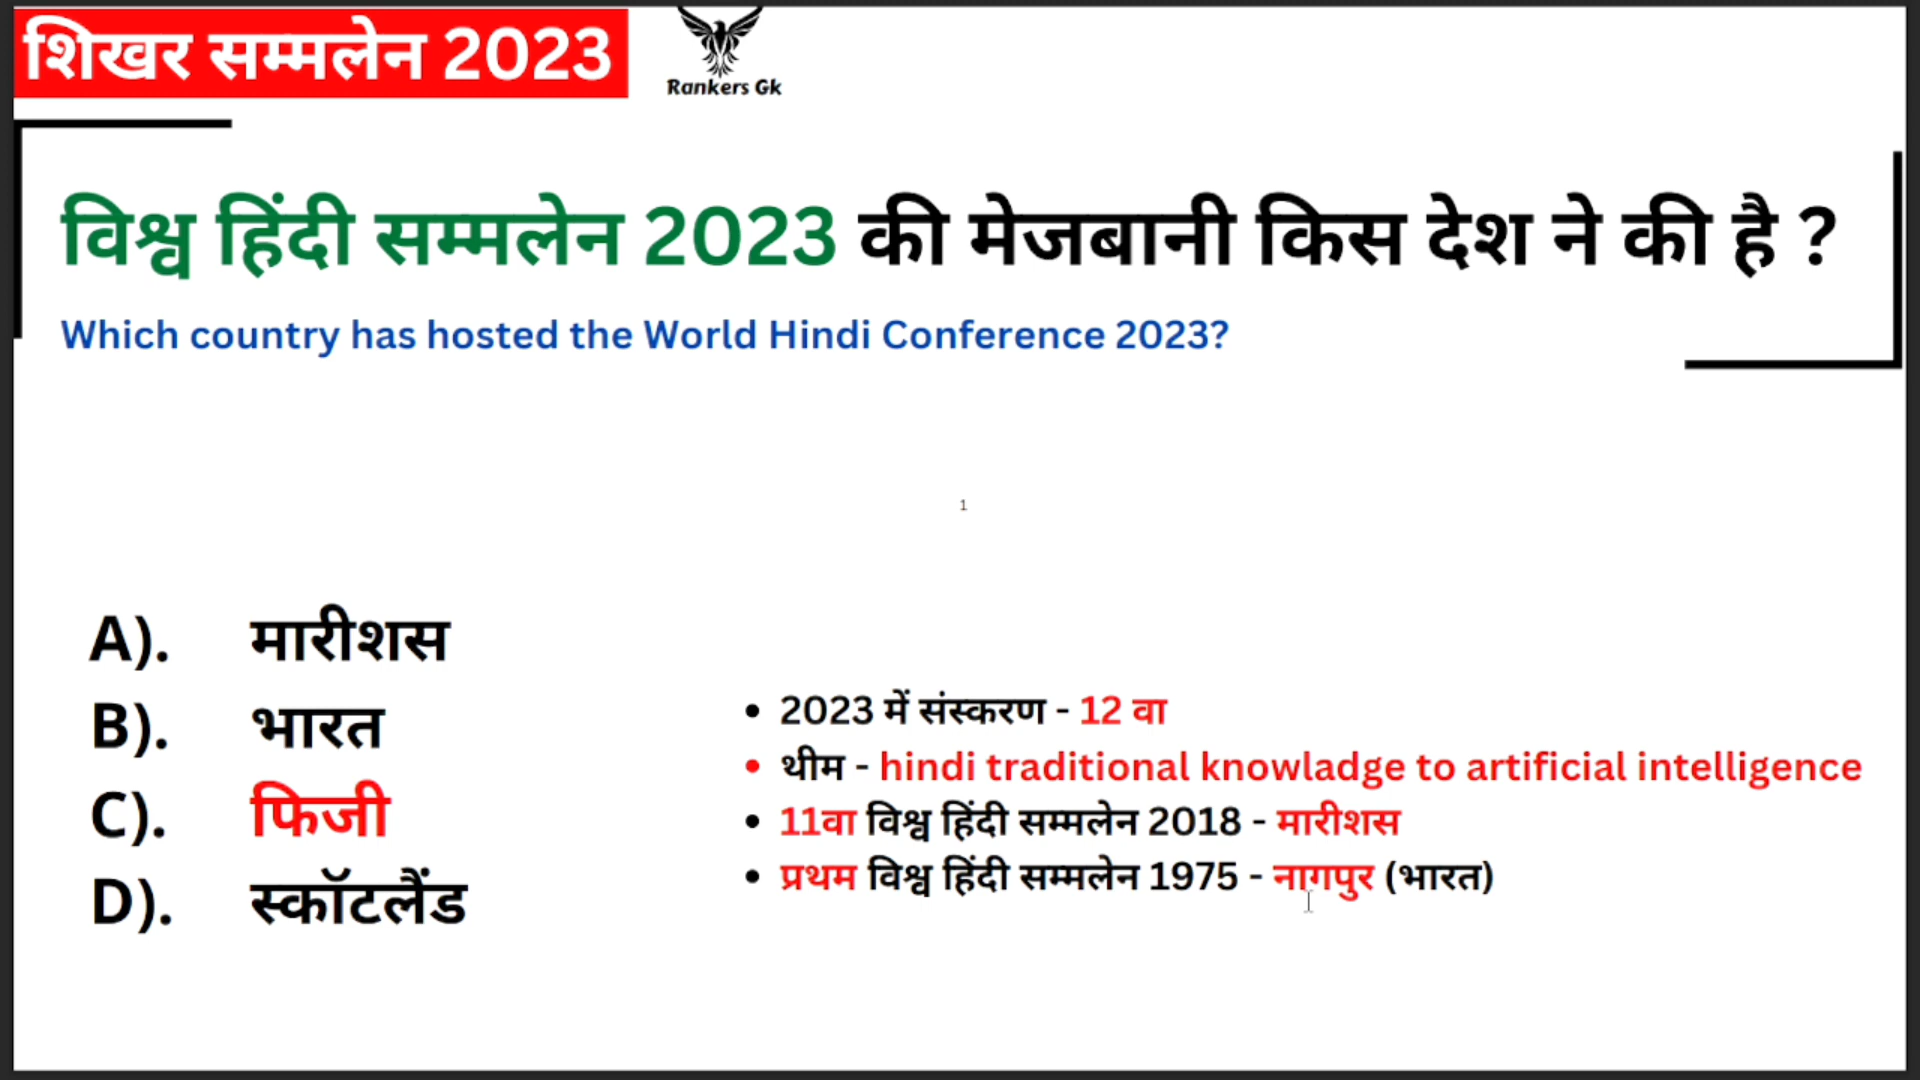 शिखर सम्मलेन 2023
Rankers Gk
विश्व हिंदी सम्मलेन 2023 की मेजबानी किस देश ने की है ?
Which country has hosted the World Hindi Conference 2023?
1
A). मारीशस
B). भारत
C). फिजी
D). स्कॉटलैंड
• 2023 में संस्करण - 12 वा
• थीम - hindi traditional knowladge to artificial intelligence
• 11वा विश्व हिंदी सम्मलेन 2018 - मारीशस
• प्रथम विश्व हिंदी सम्मलेन 1975 - नागपुर (भारत)